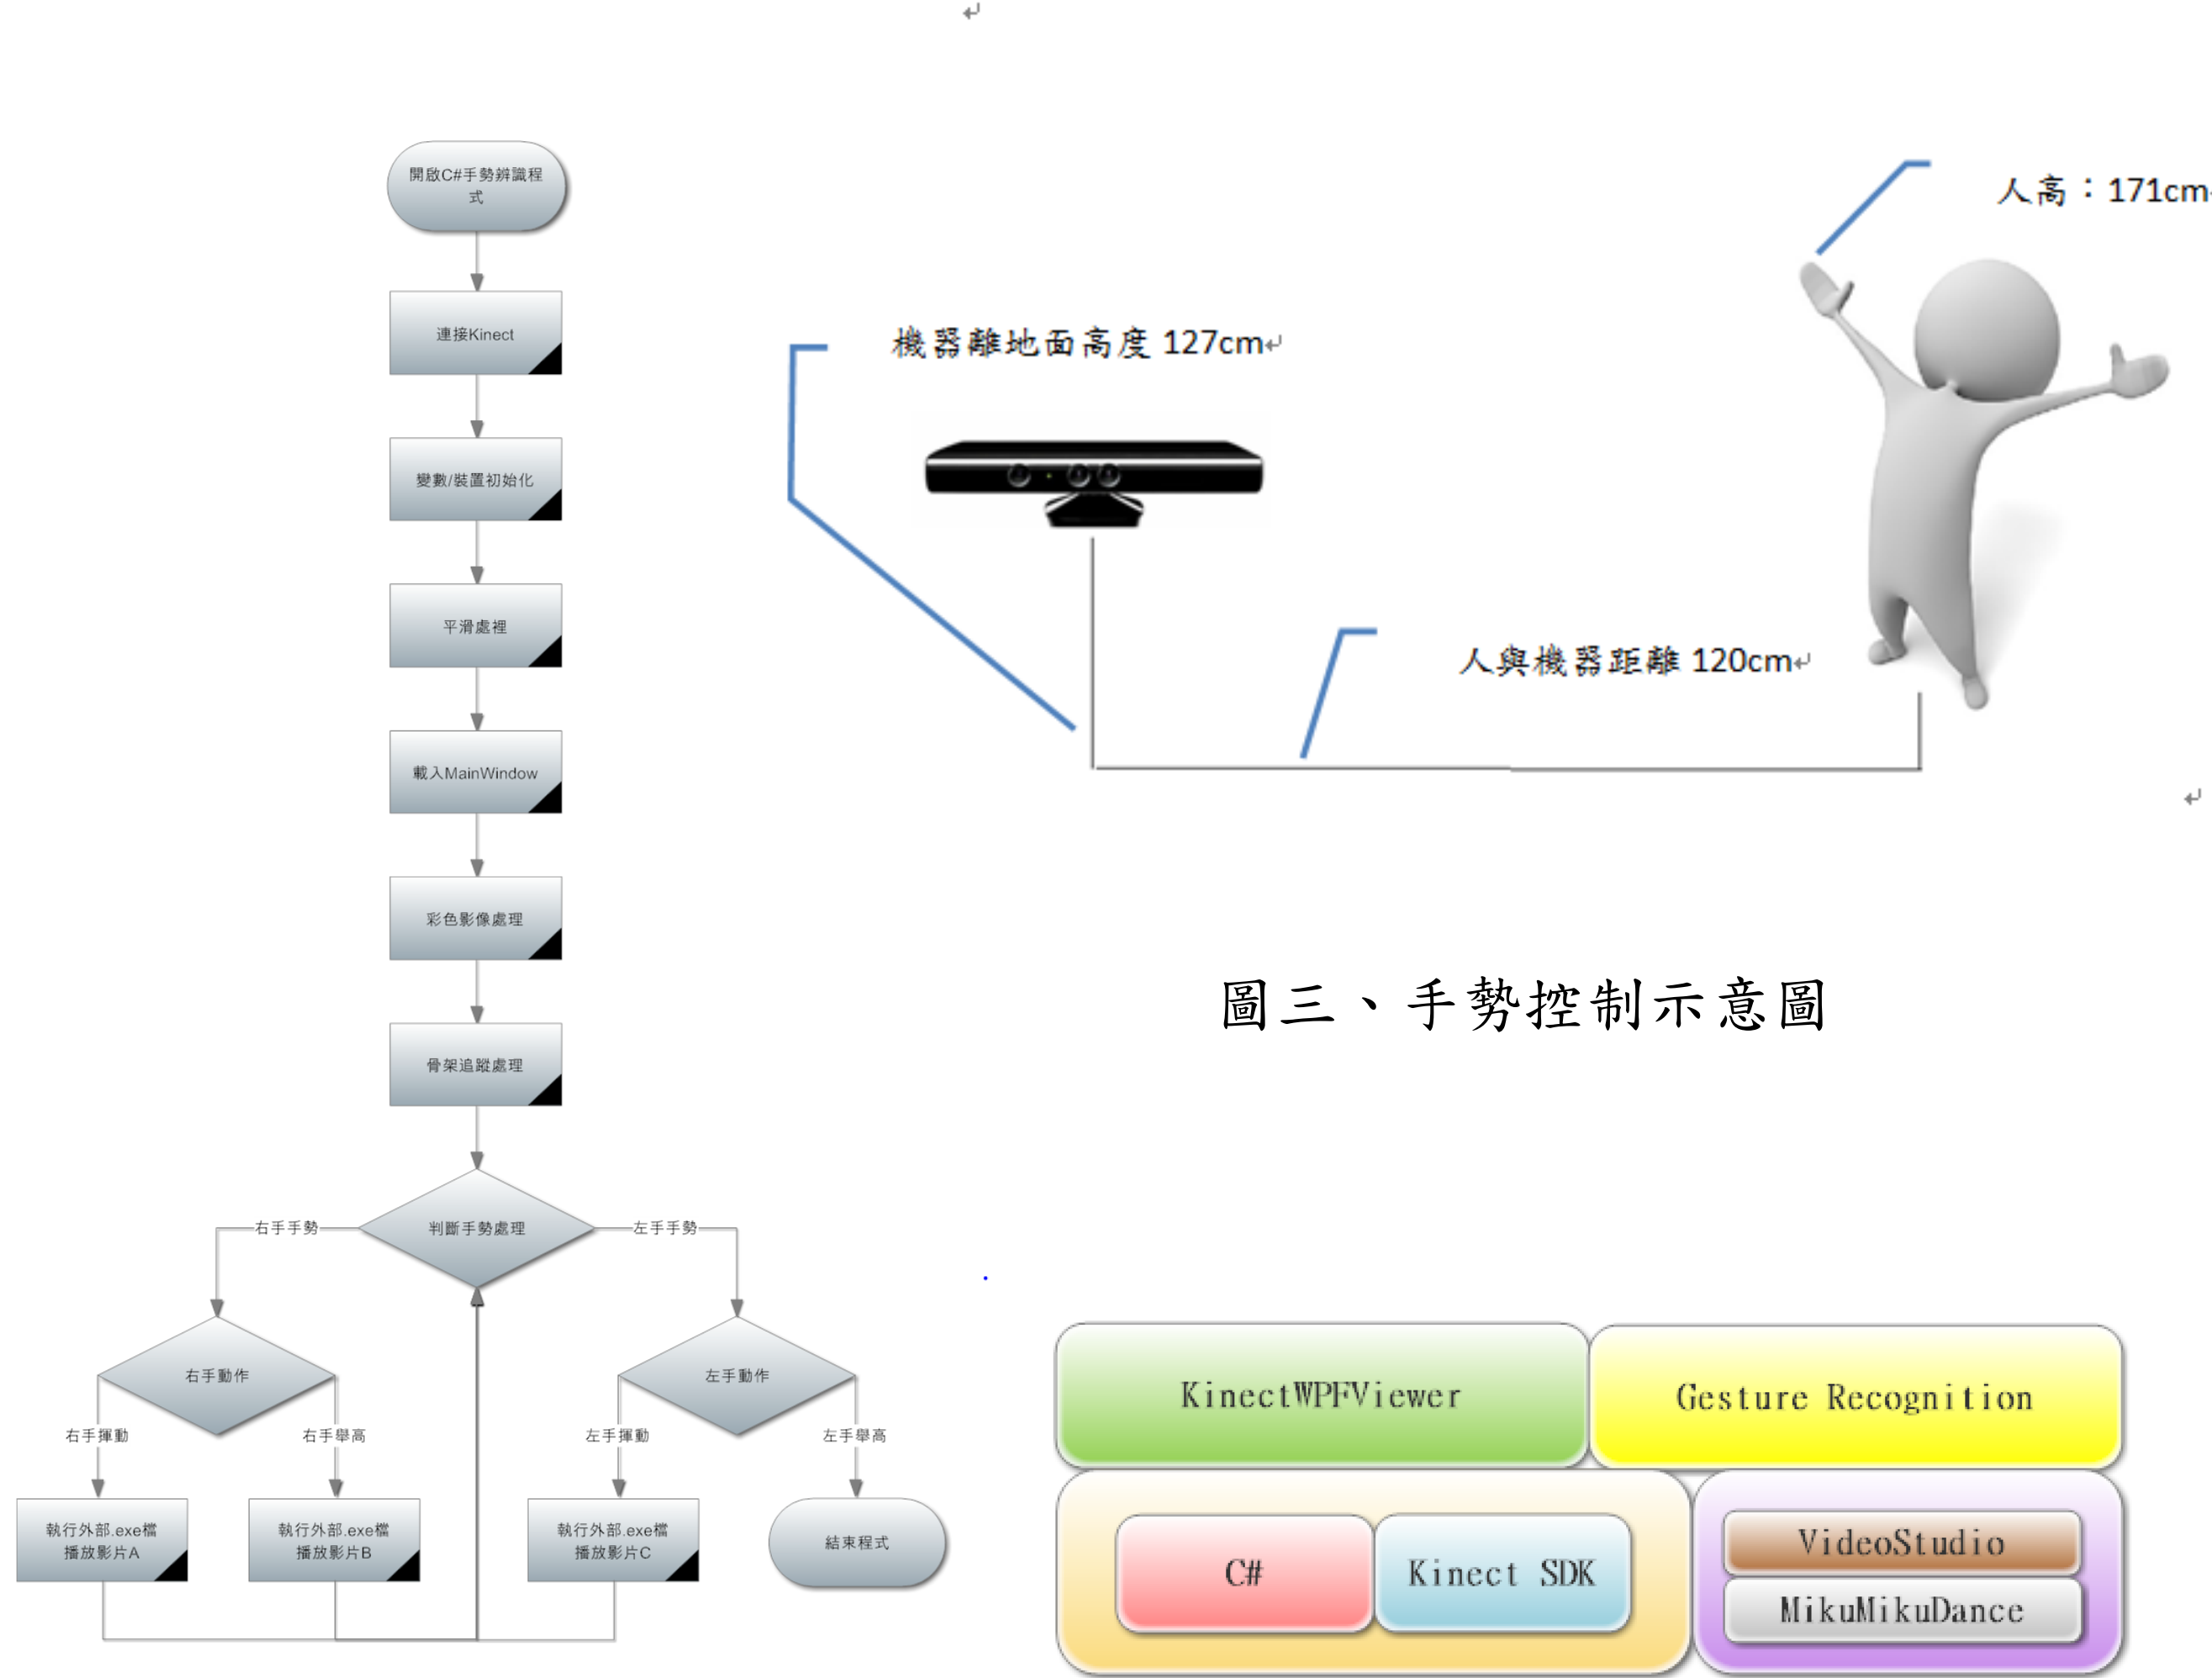 開啟C#手勢辨識程
式
連接Kinect
變數/裝置初始化
平滑處裡
載入MainWindow
彩色影像處理
骨架追蹤處理
判斷手勢處理
右手手勢
左手手勢
右手動作
左手動作
右手揮動
右手舉高
左手揮動
左手舉高
執行外部.exe檔
播放影片A
執行外部.exe檔
播放影片B
執行外部.exe檔
播放影片C
結束程式
人高：171cm
機器離地面高度 127cm
人與機器距離 120cm
圖三、手勢控制示意圖
KinectWPFViewer
Gesture Recognition
C#
Kinect SDK
VideoStudio
MikuMikuDance